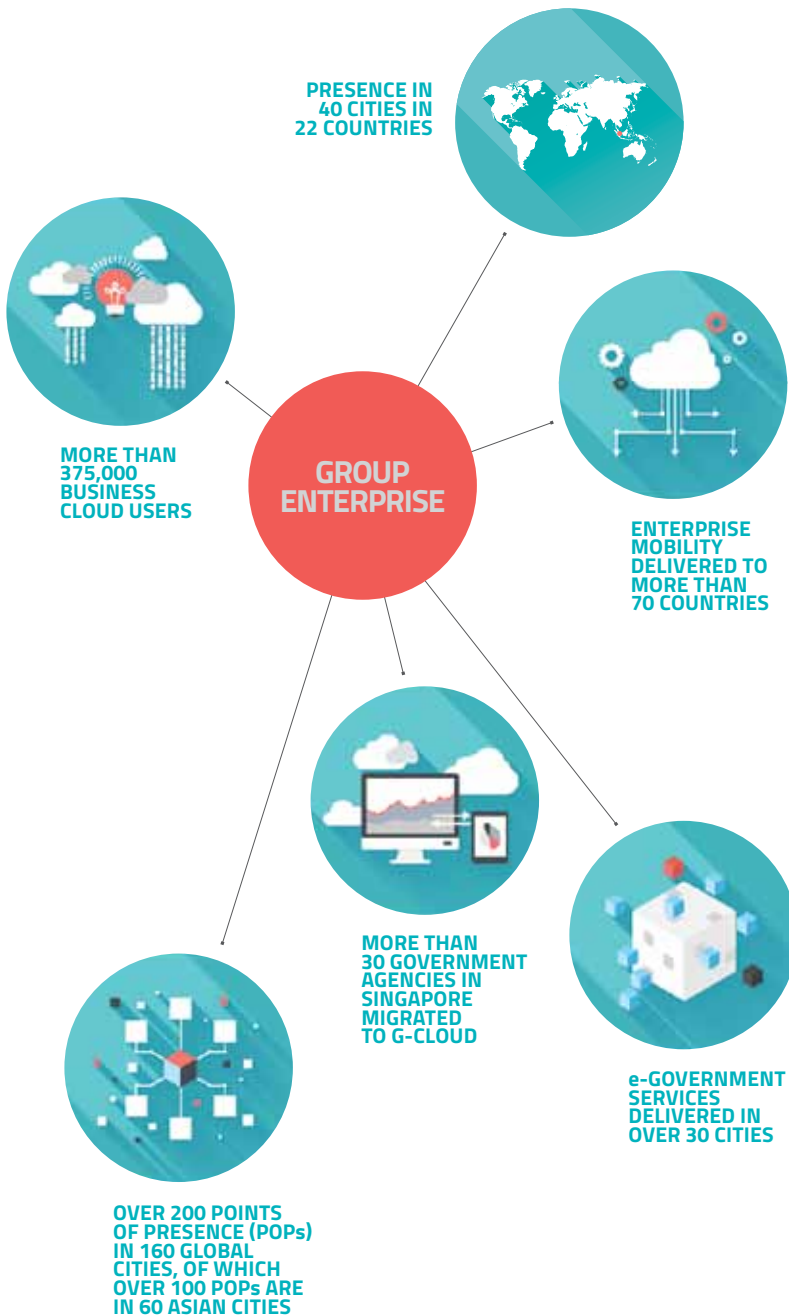 PRESENCE IN
40 CITIES IN
22 COUNTRIES
MORE THAN
375,000
BUSINESS
CLOUD USERS
GROUP
ENTERPRISE
ENTERPRISE
MOBILITY
DELIVERED TO
MORE THAN
70 COUNTRIES
MORE THAN
30 GOVERNMENT
AGENCIES IN
SINGAPORE
MIGRATED
TO G-CLOUD
e-GOVERNMENT
SERVICES
DELIVERED IN
OVER 30 CITIES
OVER 200 POINTS
OF PRESENCE (POPs)
IN 160 GLOBAL
CITIES, OF WHICH
OVER 100 POPs ARE
IN 60 ASIAN CITIES